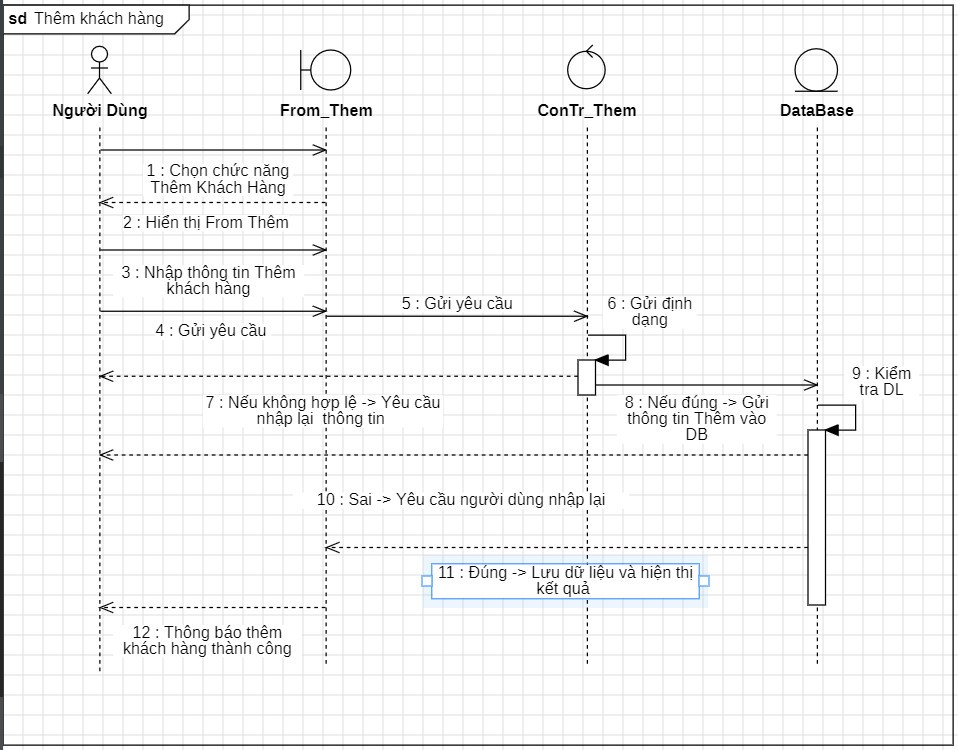 sd Thêm khách hàng
Người Dùng
From_Them
ConTr_Them
DataBase
1 : Chọn chức năng
Thêm Khách Hàng
2 : Hiển thị From Thêm
3 : Nhập thông tin Thêm
khách hàng
4 : Gửi yêu cầu
5 : Gửi yêu cầu
6 : Gửi định
dạng
7 : Nếu không hợp lệ -> Yêu cầu
nhập lại thông tin
8 : Nếu đúng -> Gửi
thông tin Thêm vào
DB
9 : Kiểm
tra DL
10 : Sai -> Yêu cầu người dùng nhập lại
11 : Đúng -> Lưu dữ liệu và hiện thị
kết quả
12 : Thông báo thêm
khách hàng thành công